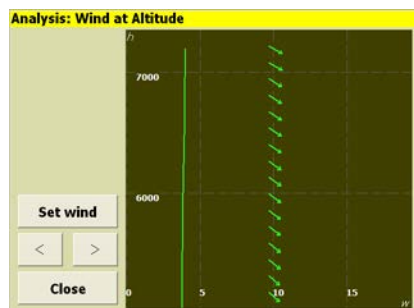 Analysis: Wind at Altitude
h
7000
6000
Set wind
< >
Close
0 5 10 15
w